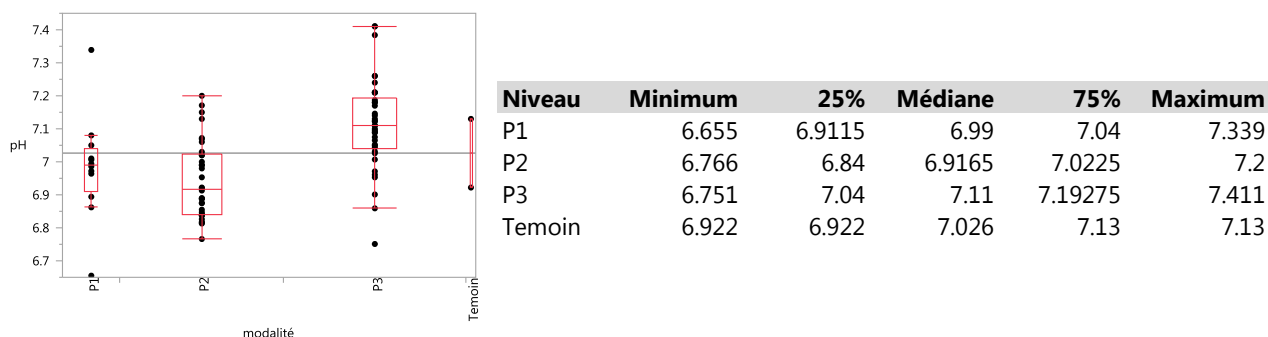 7.4
7.3
7.2
7.1
pH
7
6.9
6.8
6.7
P1
P2
P3
Temoin
modalité
Niveau Minimum 25% Médiane 75% Maximum
P1 6.655 6.9115 6.99 7.04 7.339
P2 6.766 6.84 6.9165 7.0225 7.2
P3 6.751 7.04 7.11 7.19275 7.411
Temoin 6.922 6.922 7.026 7.13 7.13